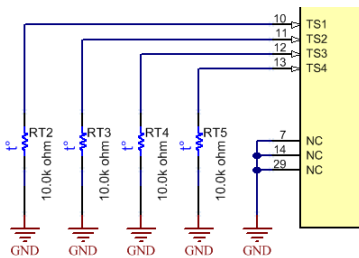 10 TS1
11 TS2
12 TS3
13 TS4
t° RT2 10.0k ohm
t° RT3 10.0k ohm
t° RT4 10.0k ohm
t° RT5 10.0k ohm
7 NC
14 NC
29 NC
GND GND GND GND GND